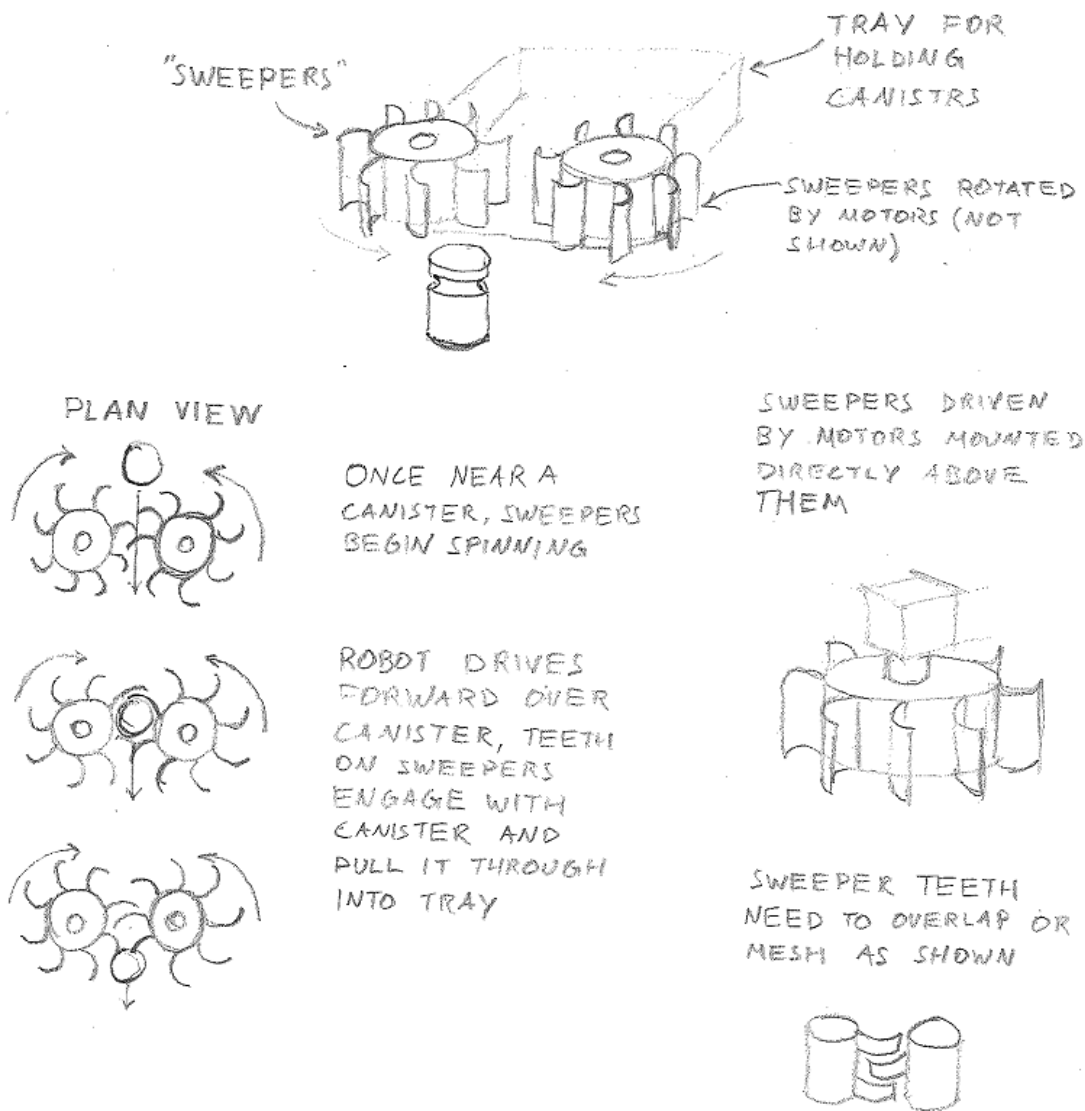 "SWEEPERS"
TRAY FOR
HOLDING
CANISTRS
SWEEPERS ROTATED
BY MOTORS (NOT
SHOWN)
PLAN VIEW
ONCE NEAR A
CANISTER, SWEEPERS
BEGIN SPINNING
ROBOT DRIVES
FORWARD OVER
CANISTER, TEETH
ON SWEEPERS
ENGAGE WITH
CANISTER AND
PULL IT THROUGH
INTO TRAY
SWEEPERS DRIVEN
BY MOTORS MOUNTED
DIRECTLY ABOVE
THEM
SWEEPER TEETH
NEED TO OVERLAP OR
MESH AS SHOWN